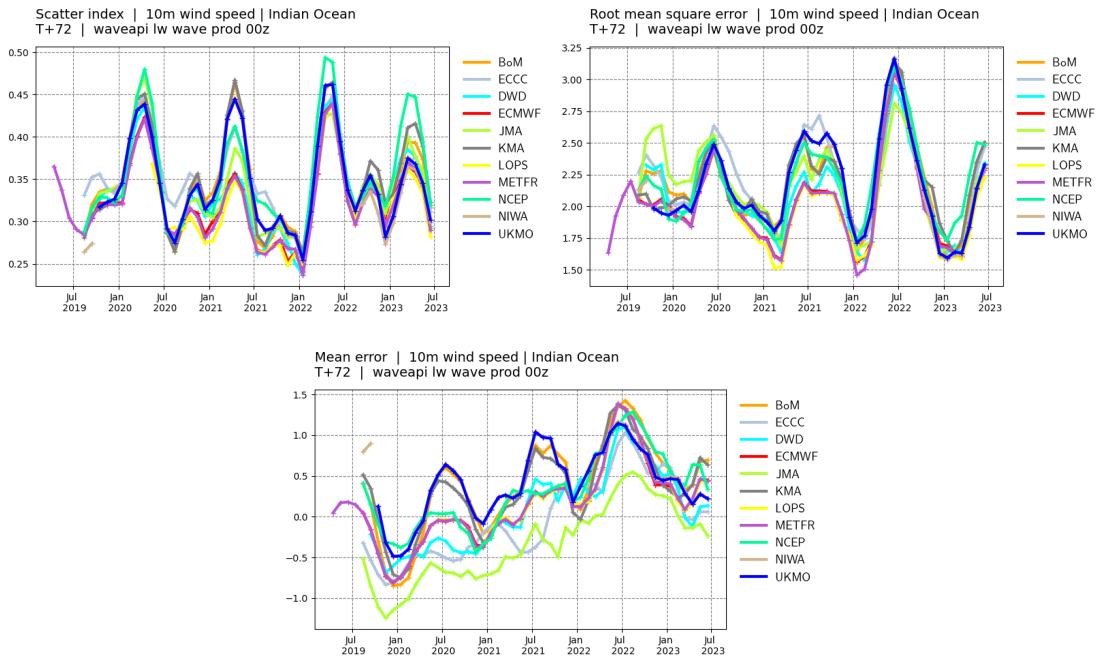 Scatter index | 10m wind speed | Indian Ocean
T+72 | waveapi lw wave prod 00z
0.50
0.45
0.40
0.35
0.30
0.25
Jul 2019
Jan 2020
Jul 2020
Jan 2021
Jul 2021
Jan 2022
Jul 2022
Jan 2023
Jul 2023
BoM
ECCC
DWD
ECMWF
JMA
KMA
LOPS
METFR
NCEP
NIWA
UKMO
Root mean square error | 10m wind speed | Indian Ocean
T+72 | waveapi lw wave prod 00z
3.25
3.00
2.75
2.50
2.25
2.00
1.75
1.50
Jul 2019
Jan 2020
Jul 2020
Jan 2021
Jul 2021
Jan 2022
Jul 2022
Jan 2023
Jul 2023
BoM
ECCC
DWD
ECMWF
JMA
KMA
LOPS
METFR
NCEP
NIWA
UKMO
Mean error | 10m wind speed | Indian Ocean
T+72 | waveapi lw wave prod 00z
1.5
1.0
0.5
0.0
−0.5
−1.0
Jul 2019
Jan 2020
Jul 2020
Jan 2021
Jul 2021
Jan 2022
Jul 2022
Jan 2023
Jul 2023
BoM
ECCC
DWD
ECMWF
JMA
KMA
LOPS
METFR
NCEP
NIWA
UKMO